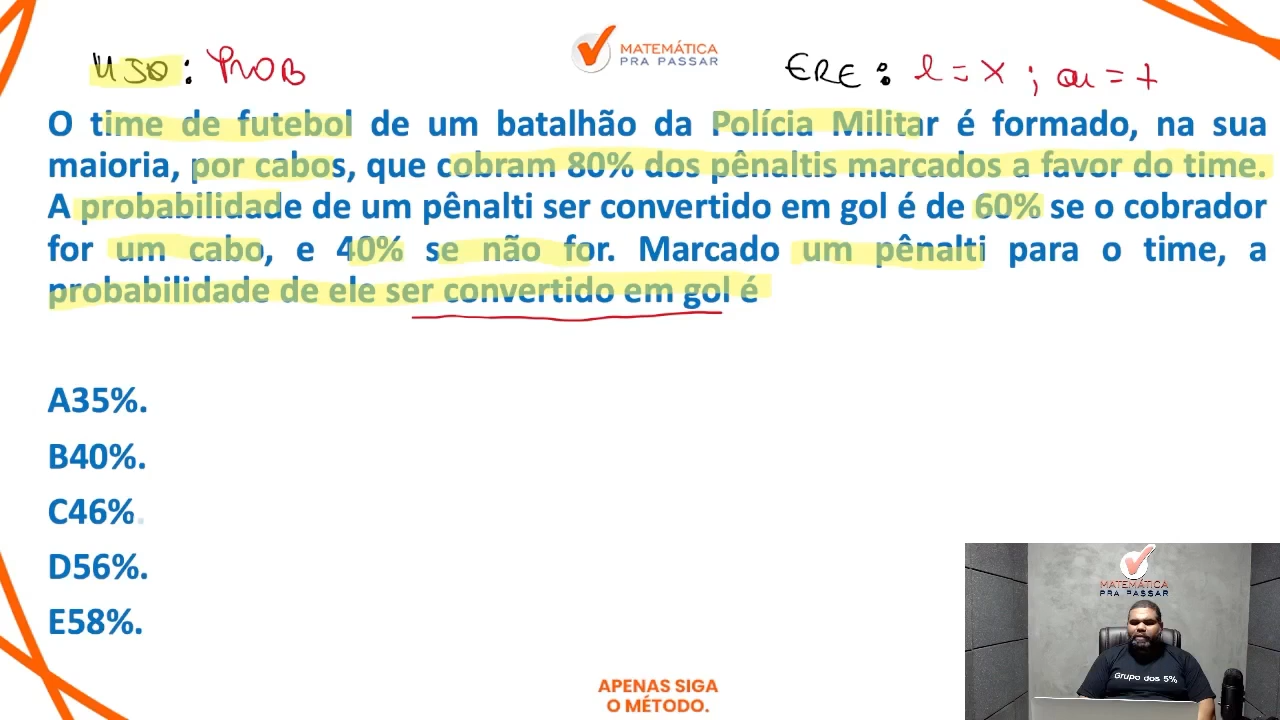 USO: PROB
MATEMÁTICA
PRA PASSAR
ERE: e = x ; ou = +
O time de futebol de um batalhão da Polícia Militar é formado, na sua
maioria, por cabos, que cobram 80% dos pênaltis marcados a favor do time.
A probabilidade de um pênalti ser convertido em gol é de 60% se o cobrador
for um cabo, e 40% se não for. Marcado um pênalti para o time, a
probabilidade de ele ser convertido em gol é
A35%.
B40%.
C46%.
D56%.
E58%.
MATEMÁTICA
PRA PASSAR
Grupo dos 5%
APENAS SIGA
O MÉTODO.